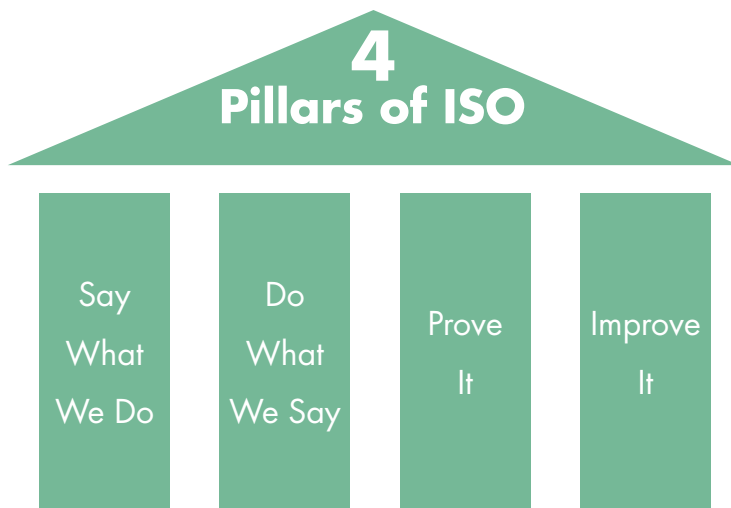 4
Pillars of ISO
Say
What
We Do
Do
What
We Say
Prove
It
Improve
It